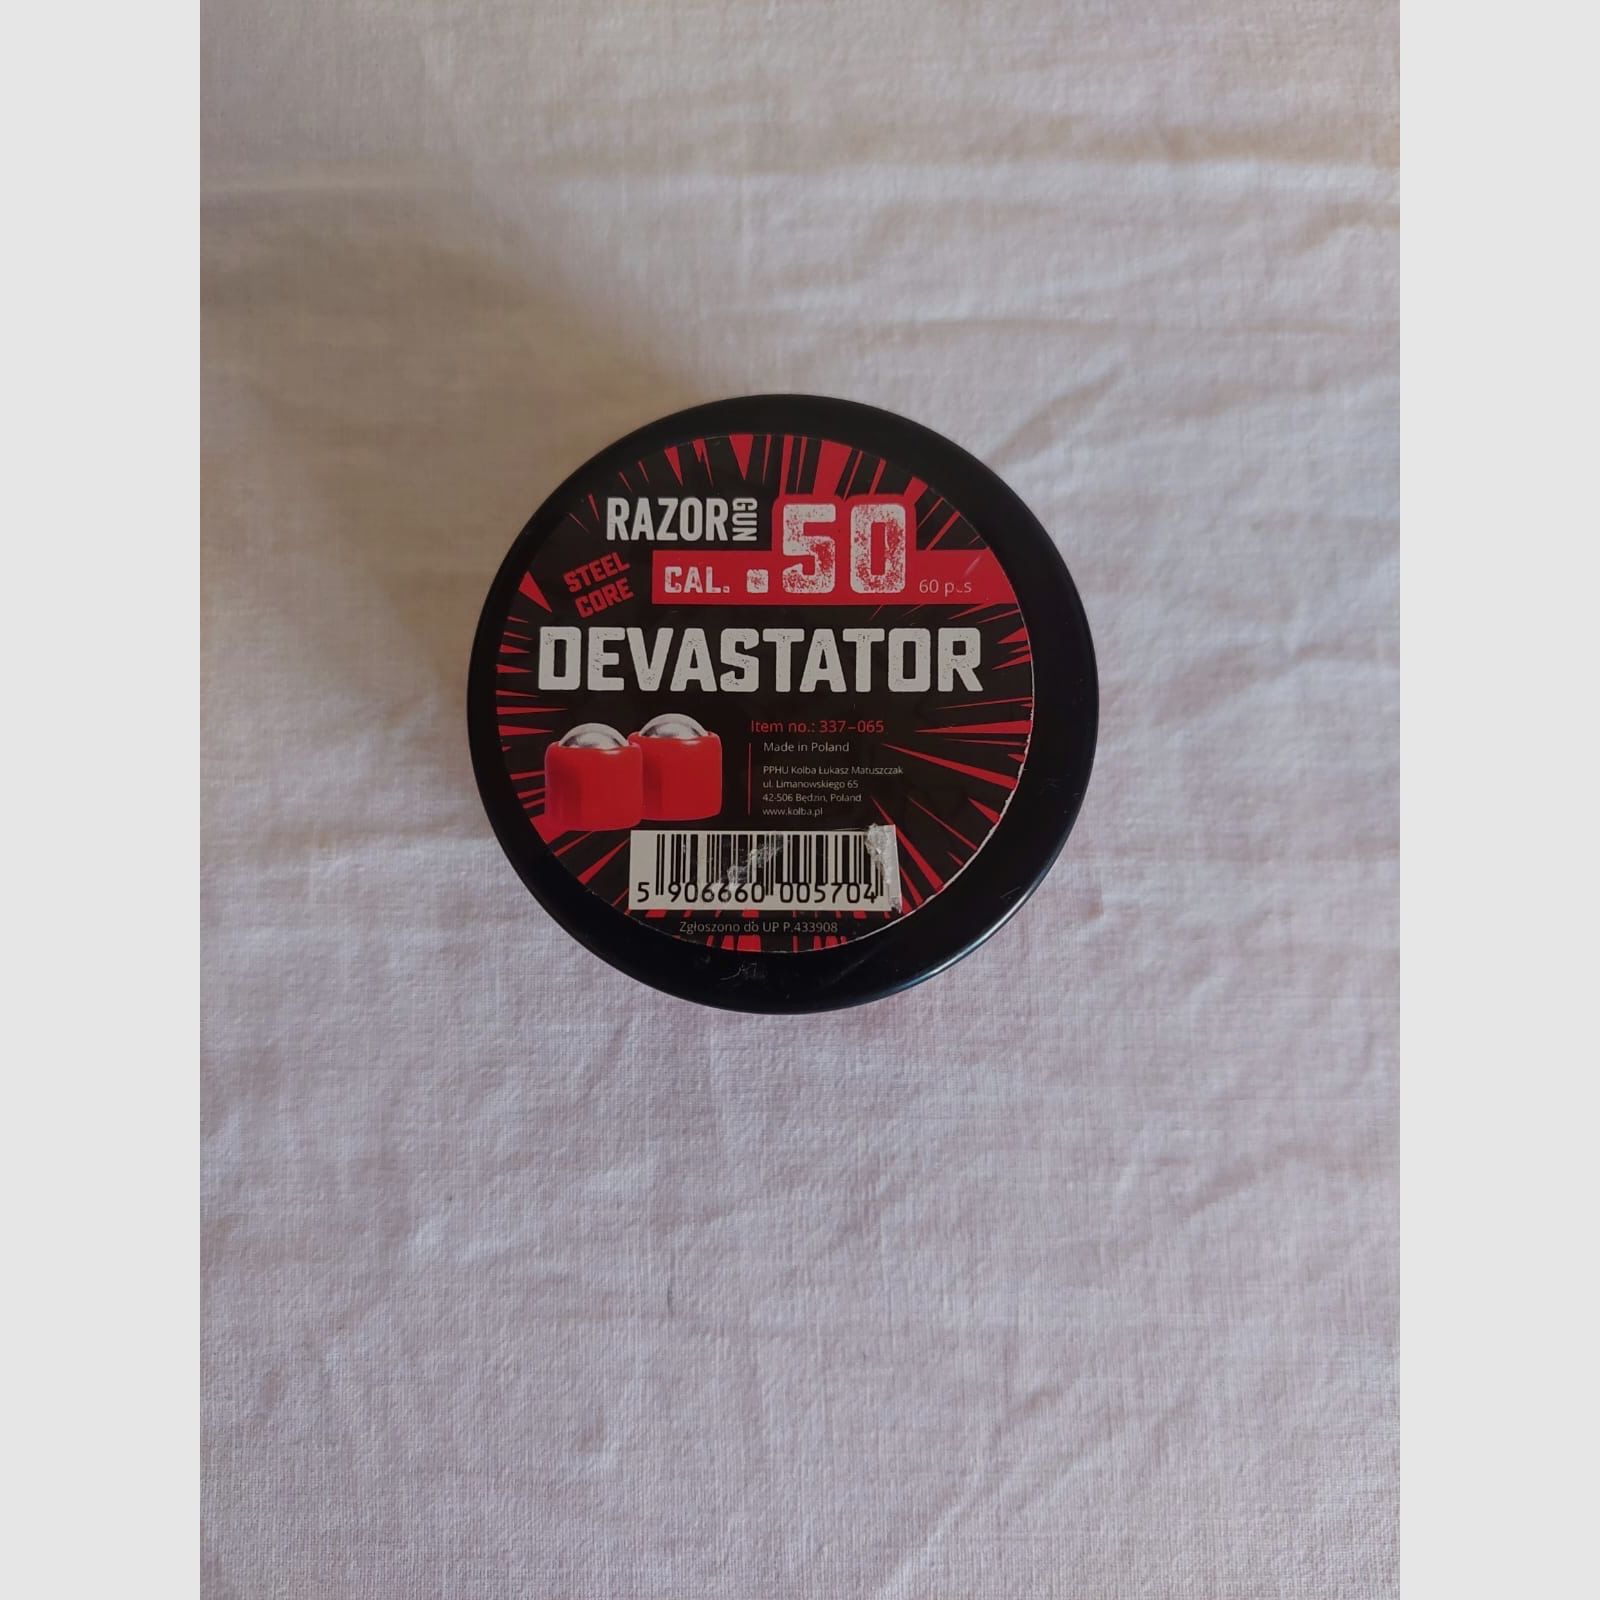 RAZOR GUN
STEEL
CORE
CAL. .50 60 pcs
DEVASTATOR
Item no.: 337-065
Made in Poland
PPHU Kolba Łukasz Matuszczak
ul. Limanowskiego 65
42-506 Będzin, Poland
www.kolba.pl
5 906660 005704
Zgłoszono do UP P.433908